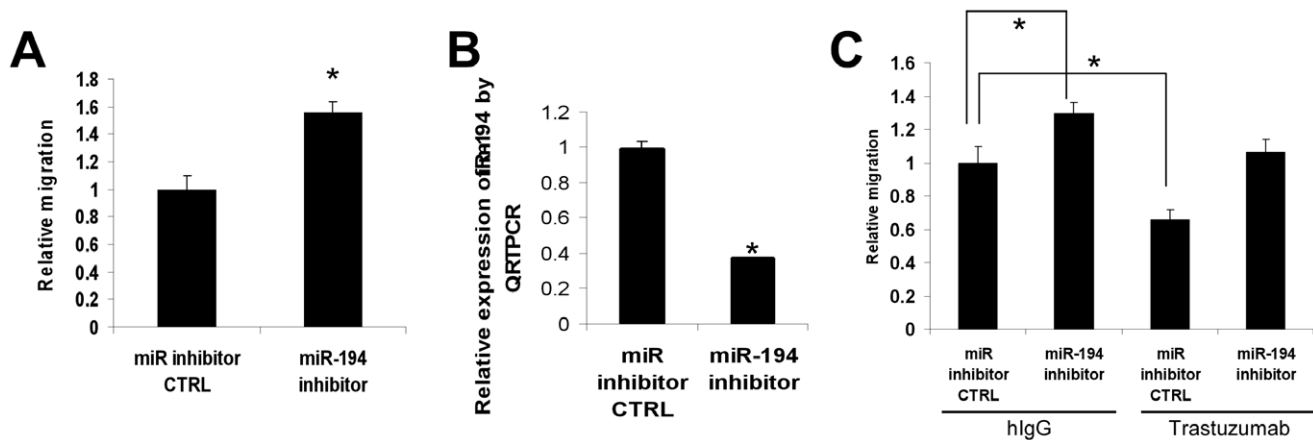 A
Relative migration
1.8
1.6
1.4
1.2
1
0.8
0.6
0.4
0.2
0
*
miR inhibitor
CTRL
miR-194
inhibitor
B
Relative expression of miR-194 by
QRTPCR
1.2
1
0.8
0.6
0.4
0.2
0
*
miR
inhibitor
CTRL
miR-194
inhibitor
C
Relative migration
1.6
1.4
1.2
1
0.8
0.6
0.4
0.2
0
*
*
miR
inhibitor
CTRL
miR-194
inhibitor
miR
inhibitor
CTRL
miR-194
inhibitor
hIgG
Trastuzumab